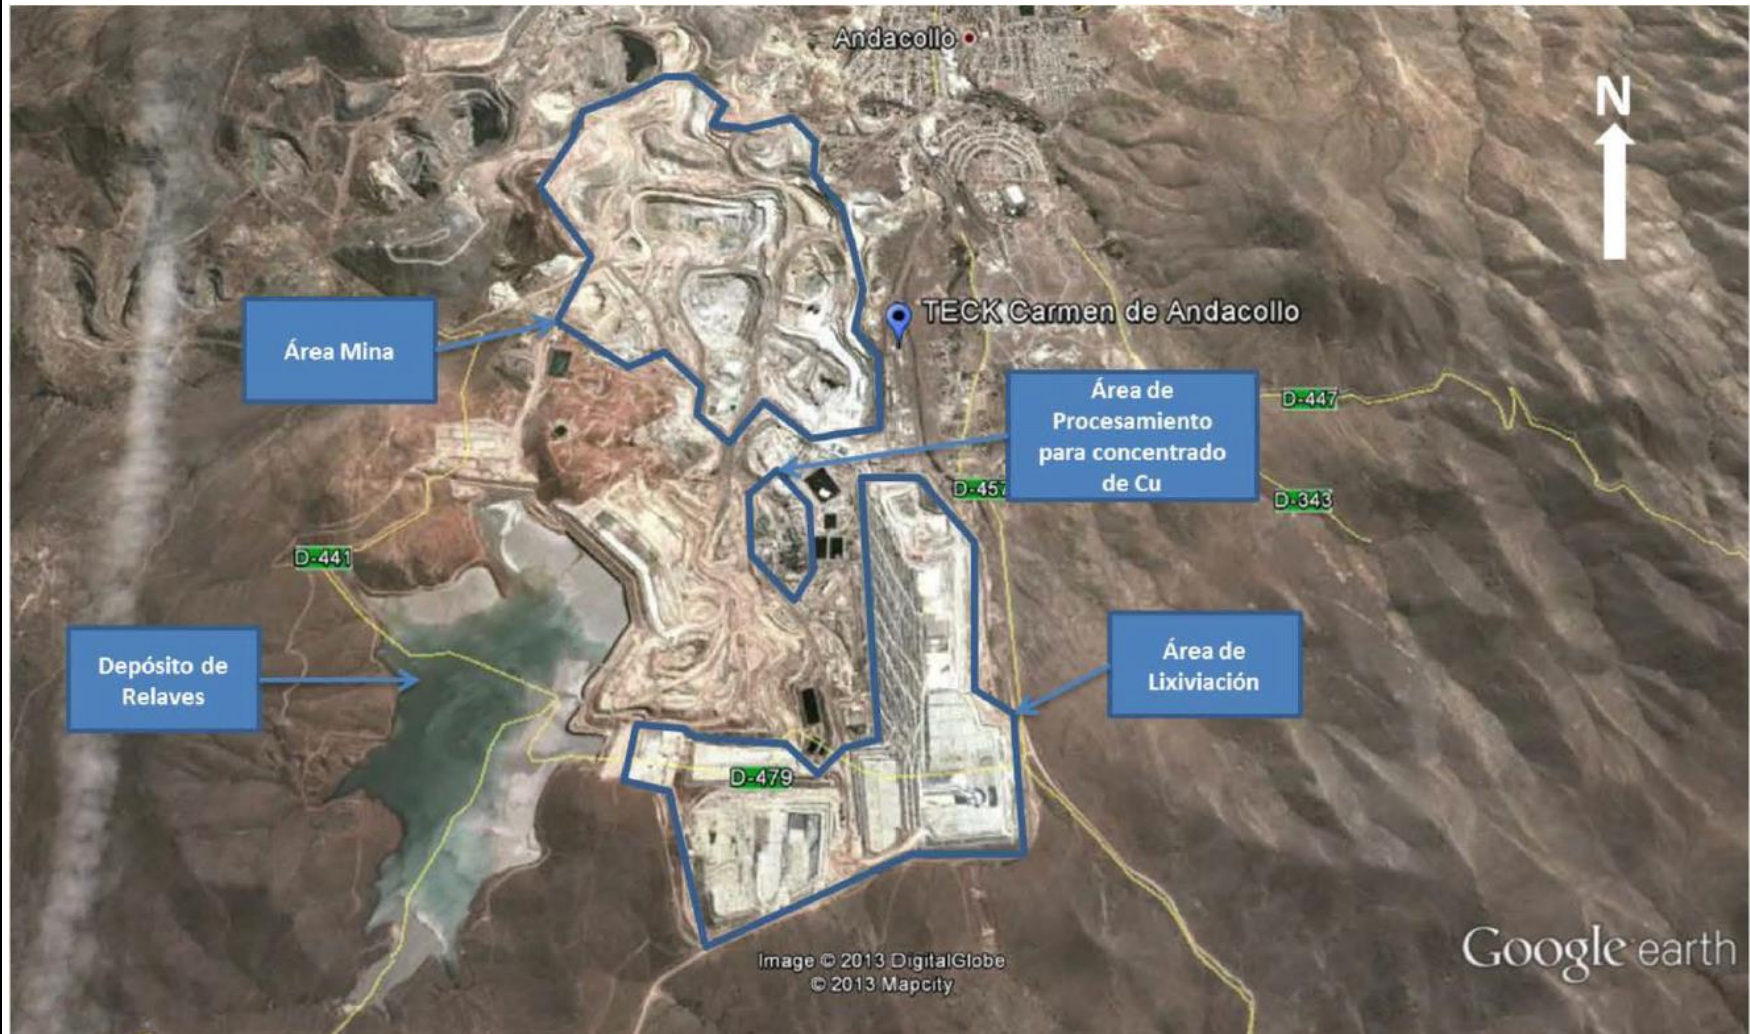 Andacollo
N
TECK Carmen de Andacollo
Área Mina
Área de
Procesamiento
para concentrado
de Cu
D-447
D-457
D-343
D-441
Área de
Lixiviación
Depósito de
Relaves
D-479
Image © 2013 DigitalGlobe
© 2013 Mapcity
Google earth